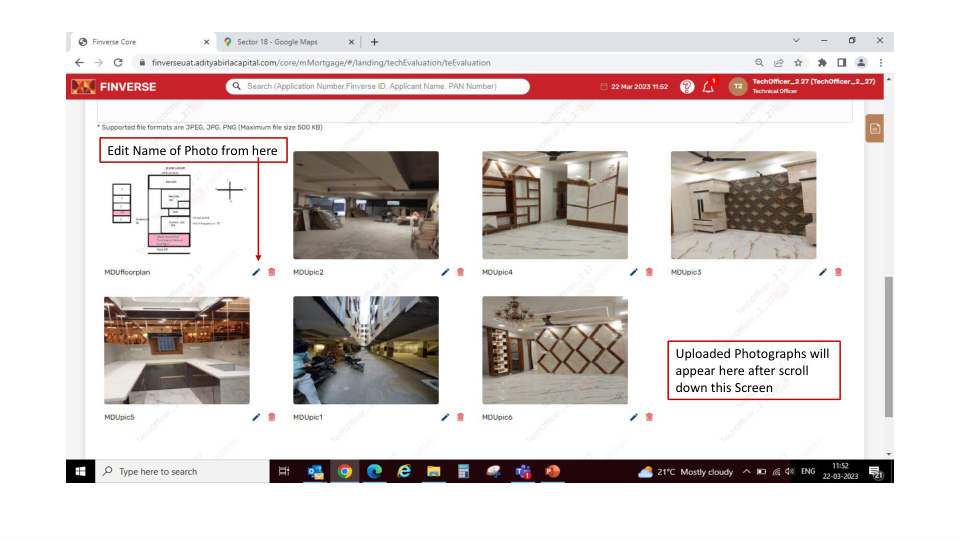 Finverse Core
Sector 18 - Google Maps
finverseuat.adityabirlacapital.com/core/mMortgage/#/landing/techEvaluation/teEvaluation
FINVERSE
Search (Application Number,Finverse ID, Applicant Name, PAN Number)
22 Mar 2023 11:52
1
T2
TechOfficer_2 27 (TechOfficer_2_27)
Technical Officer
* Supported file formats are JPEG, JPG, PNG (Maximum file size 500 KB)
Edit Name of Photo from here
MDUfloorplan
MDUpic2
MDUpic4
MDUpic3
Uploaded Photographs will
appear here after scroll
down this Screen
MDUpic5
MDUpic1
MDUpic6
Type here to search
21°C Mostly cloudy
ENG
11:52
22-03-2023
21